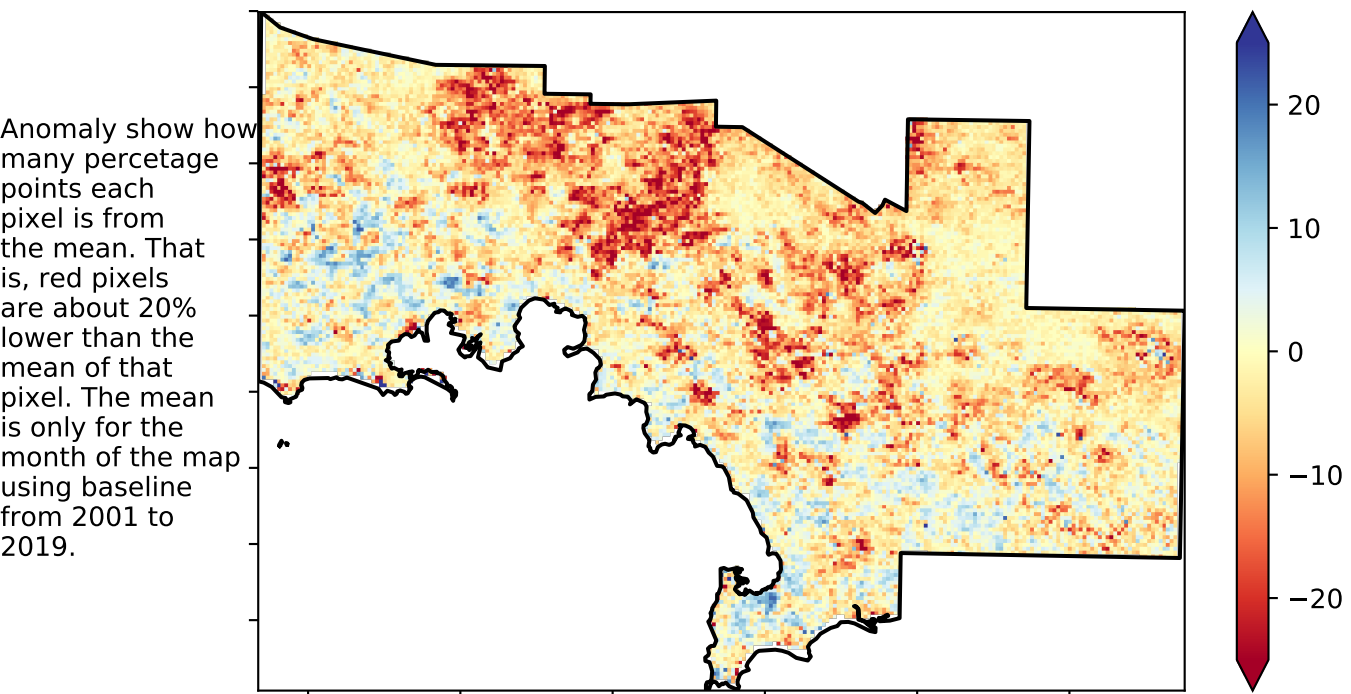 Anomaly show how
many percetage
points each
pixel is from
the mean. That
is, red pixels
are about 20%
lower than the
mean of that
pixel. The mean
is only for the
month of the map
using baseline
from 2001 to
2019.
20
10
0
−10
−20